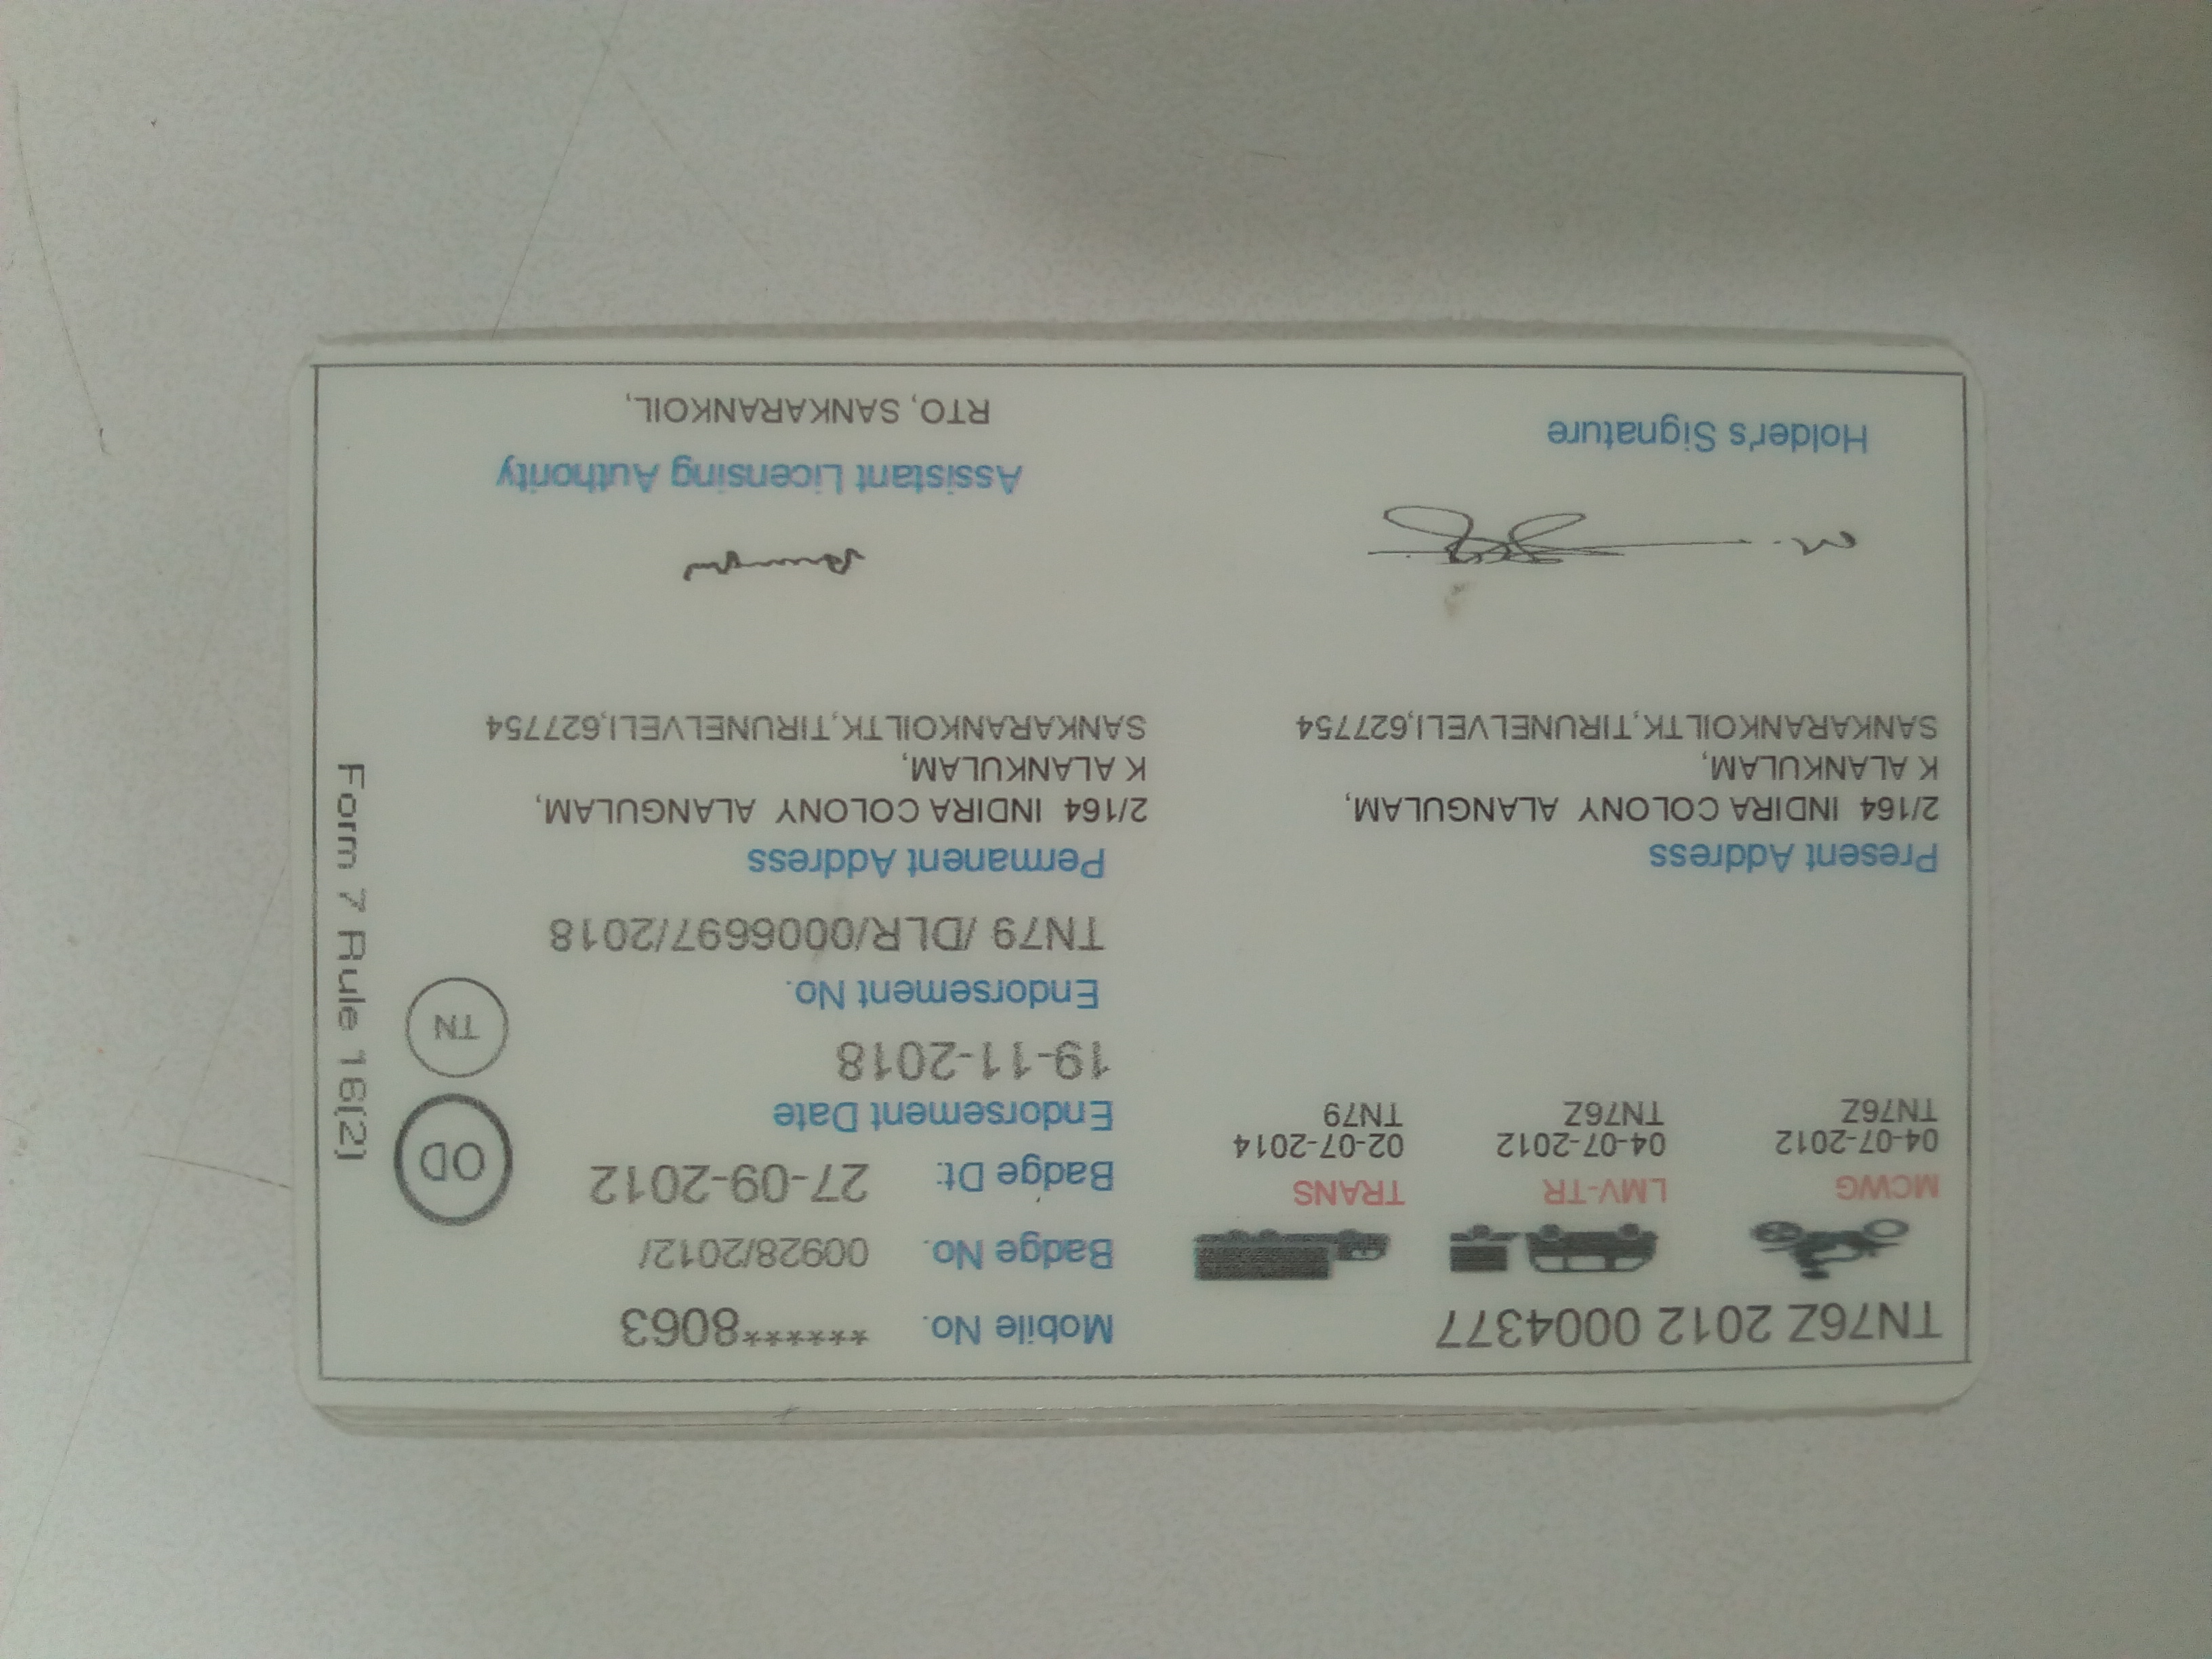 TN76Z 2012 0004377
MCWG
04-07-2012
TN76Z
LMV-TR
04-07-2012
TN76Z
TRANS
02-07-2014
TN79
Mobile No. ******8063
Badge No. 00928/2012/
Badge Dt: 27-09-2012
Endorsement Date
19-11-2018
Endorsement No.
TN79 /DLR/0006697/2018
OD
TN
Form 7 Rule 16(2)
Present Address
2/164 INDIRA COLONY ALANGULAM,
K ALANKULAM,
SANKARANKOILTK,TIRUNELVELI,627754
Permanent Address
2/164 INDIRA COLONY ALANGULAM,
K ALANKULAM,
SANKARANKOILTK,TIRUNELVELI,627754
Holder's Signature
Assistant Licensing Authority
RTO, SANKARANKOIL,